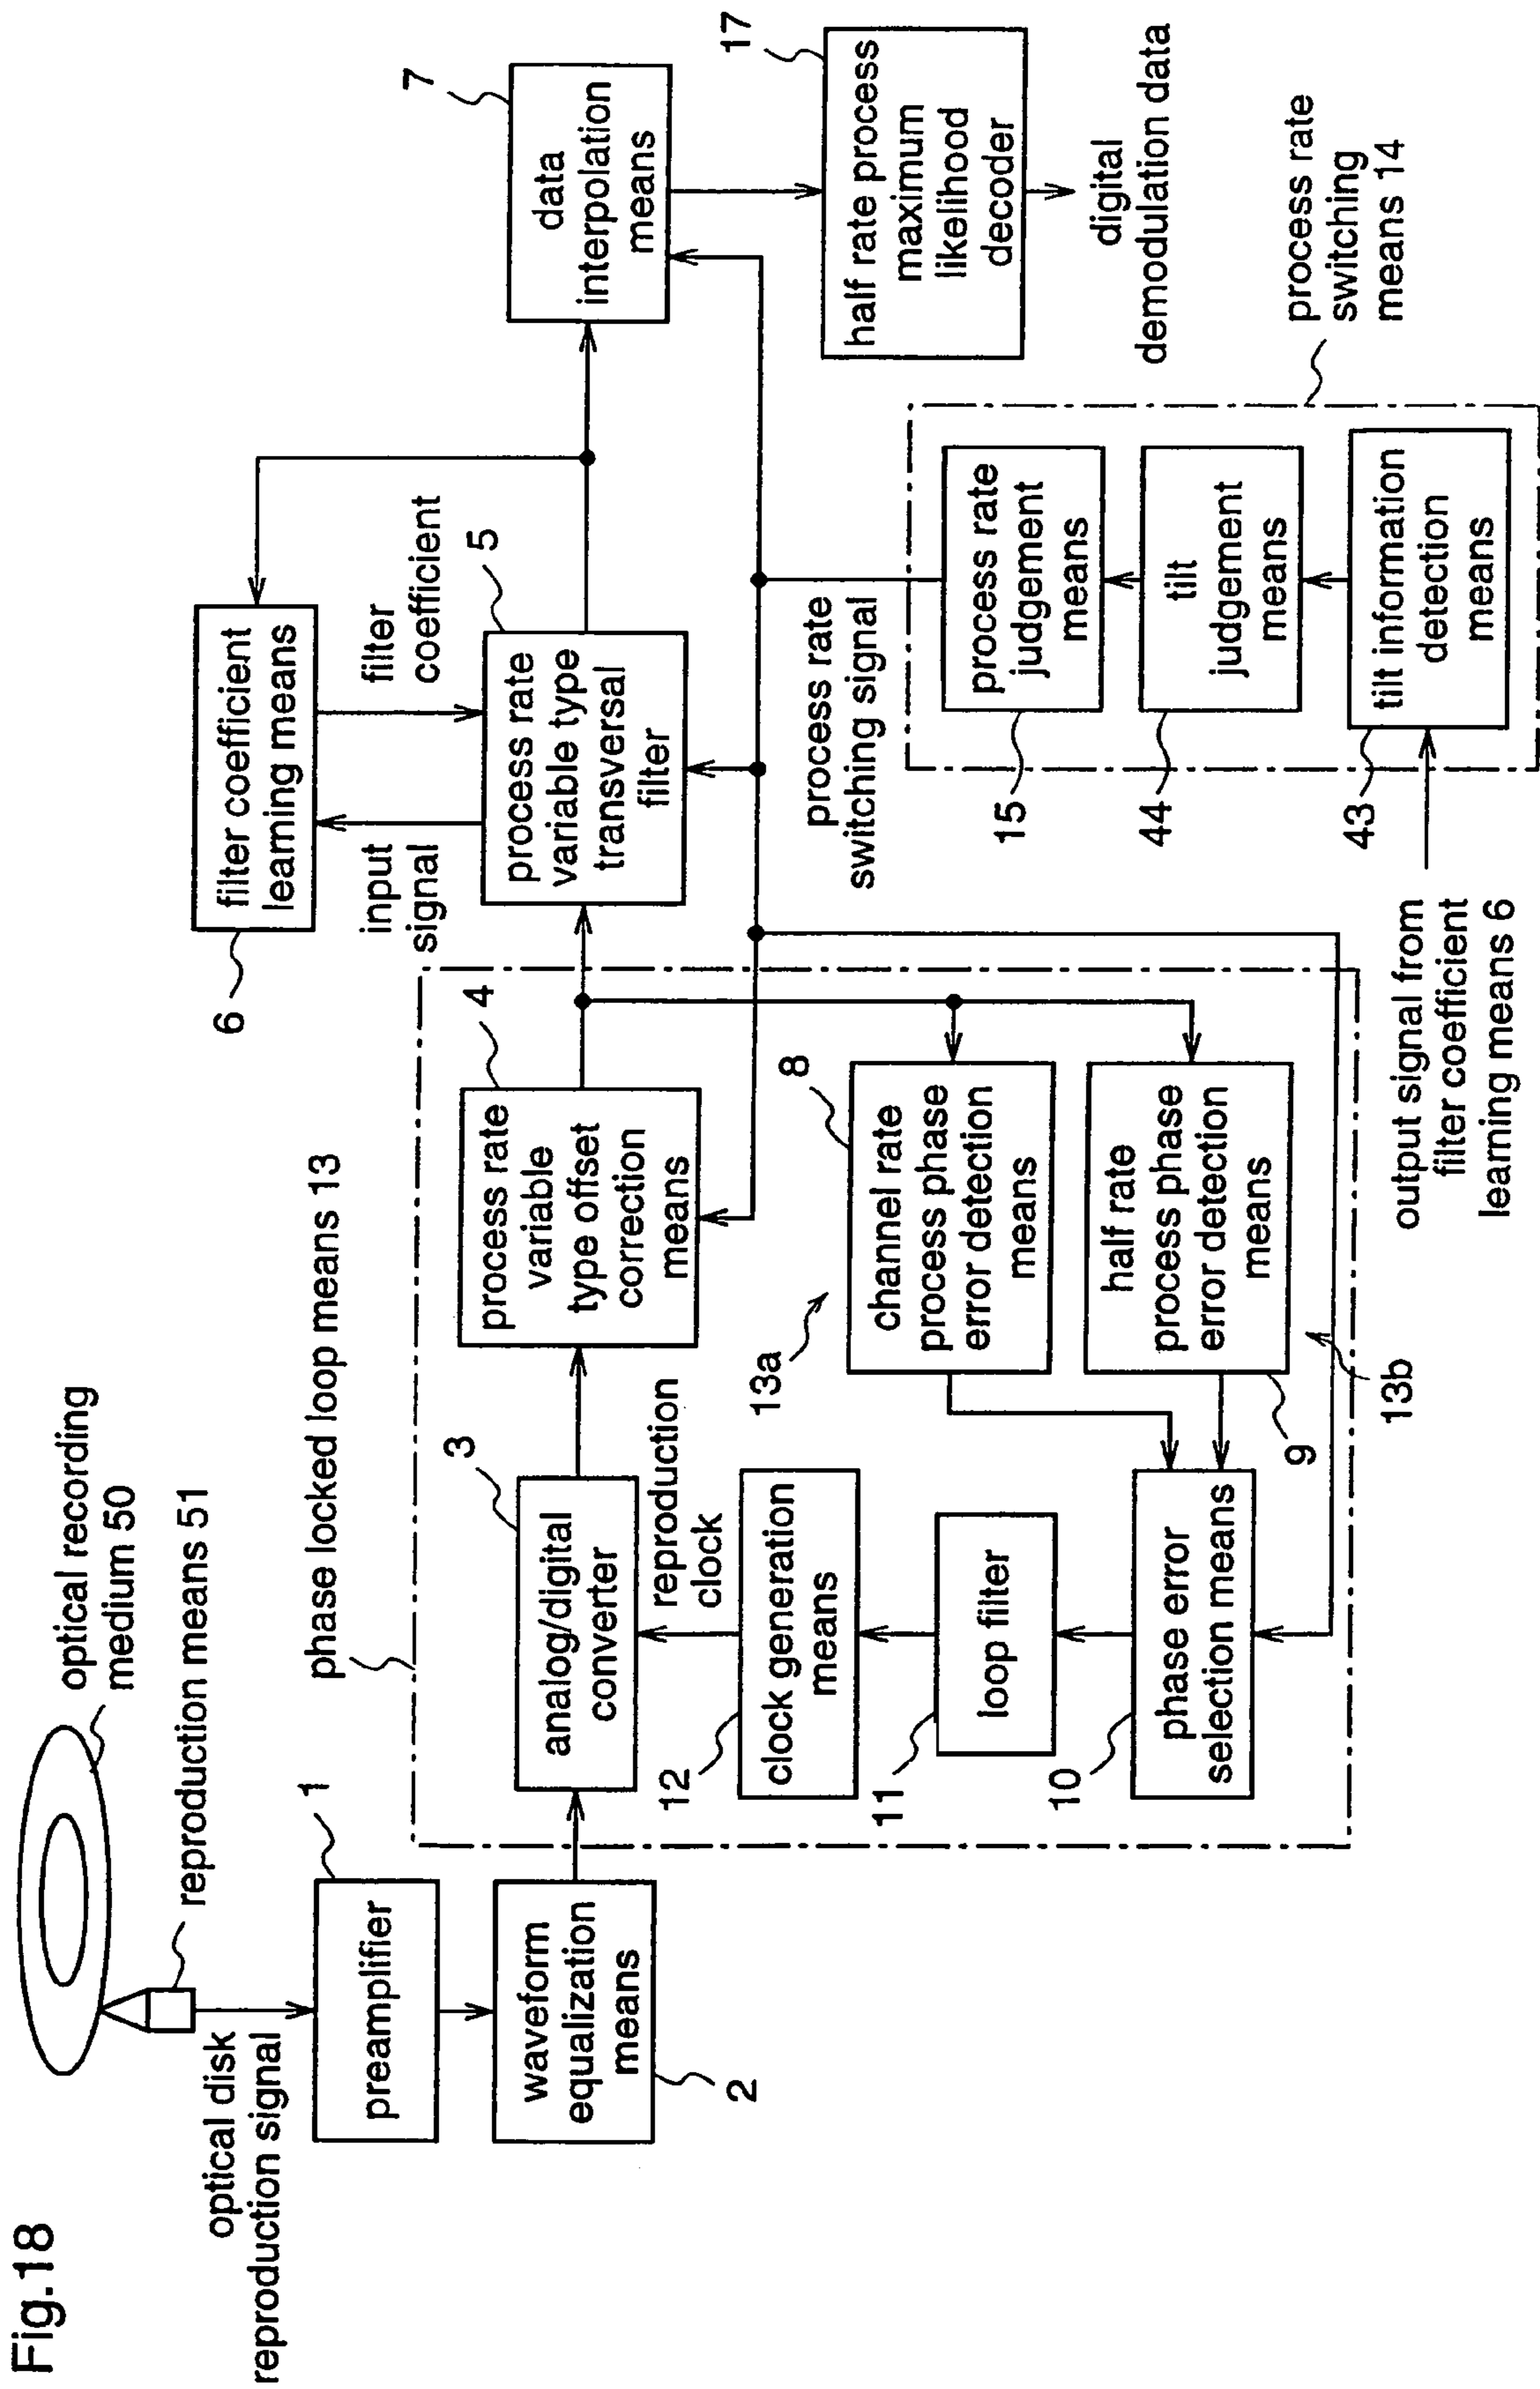 Fig.18
optical recording
medium 50
reproduction means 51
optical disk
reproduction signal
1
preamplifier
waveform
equalization
means
2
phase locked loop means 13
3
analog/digital
converter
reproduction
clock
4
process rate
variable
type offset
correction
means
12
clock generation
means
11
loop filter
10
phase error
selection means
13a
8
channel rate
process phase
error detection
means
half rate
process phase
error detection
means
9
13b
6
filter coefficient
learning means
input
signal
filter
coefficient
5
process rate
variable type
transversal
filter
7
data
interpolation
means
17
half rate process
maximum
likelihood
decoder
digital
demodulation data
process rate
switching signal
process rate
switching
means 14
15
process rate
judgement
means
44
tilt
judgement
means
43
tilt information
detection
means
output signal from
filter coefficient
learning means 6